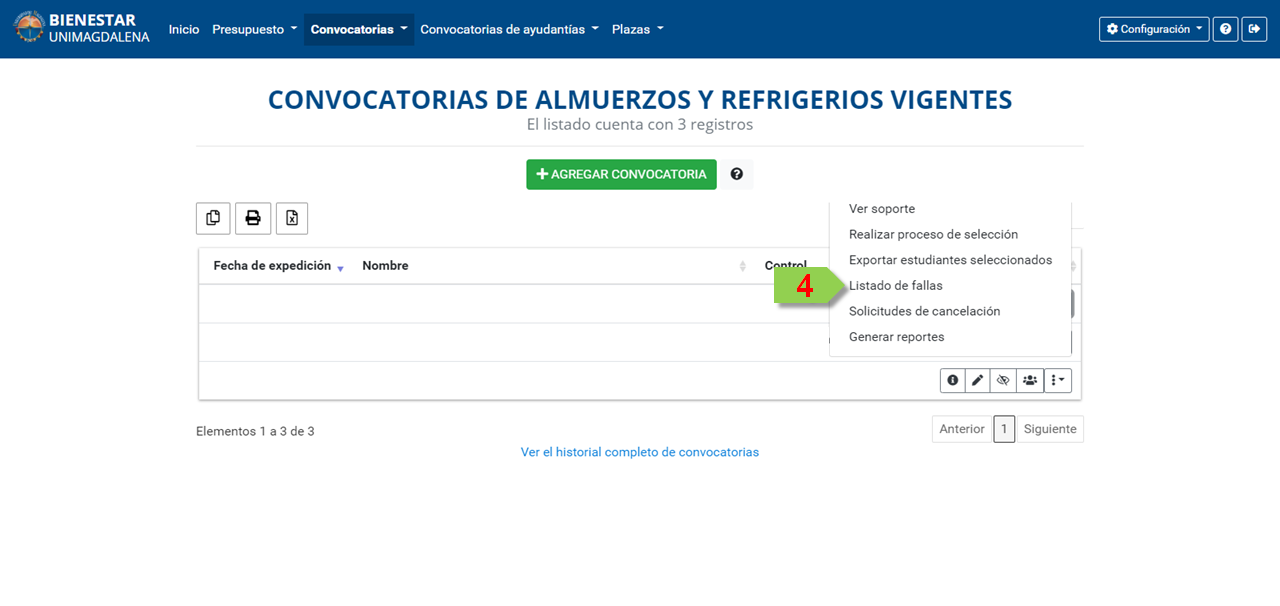 BIENESTAR
UNIMAGDALENA
Inicio Presupuesto Convocatorias Convocatorias de ayudantías Plazas Configuración
CONVOCATORIAS DE ALMUERZOS Y REFRIGERIOS VIGENTES
El listado cuenta con 3 registros
AGREGAR CONVOCATORIA
Ver soporte
Realizar proceso de selección
Exportar estudiantes seleccionados
Fecha de expedición Nombre Control
4 Listado de fallas
Solicitudes de cancelación
Generar reportes
Elementos 1 a 3 de 3
Anterior 1 Siguiente
Ver el historial completo de convocatorias